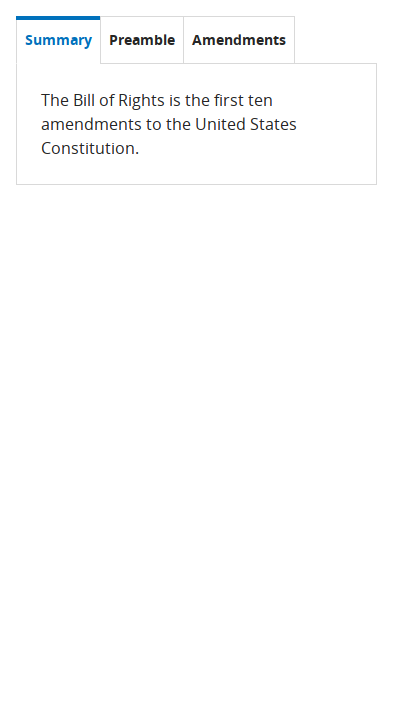 Summary Preamble Amendments
The Bill of Rights is the first ten
amendments to the United States
Constitution.